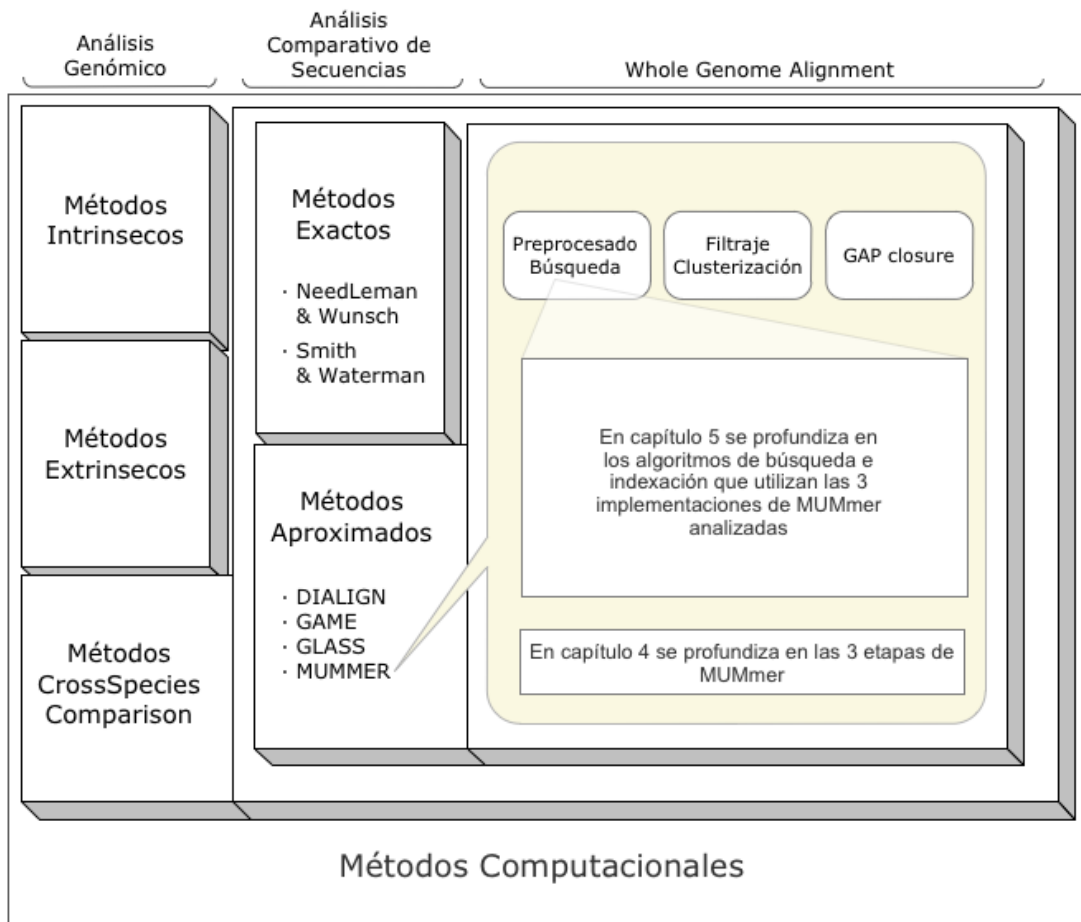 Análisis
Genómico
Análisis
Comparativo de
Secuencias
Whole Genome Alignment
Métodos
Intrinsecos
Métodos
Extrinsecos
Métodos
CrossSpecies
Comparison
Métodos
Exactos
· NeedLeman
& Wunsch
· Smith
& Waterman
Métodos
Aproximados
· DIALIGN
· GAME
· GLASS
· MUMMER
Preprocesado
Búsqueda
Filtraje
Clusterización
GAP closure
En capítulo 5 se profundiza en
los algoritmos de búsqueda e
indexación que utilizan las 3
implementaciones de MUMmer
analizadas
En capítulo 4 se profundiza en las 3 etapas de
MUMmer
Métodos Computacionales